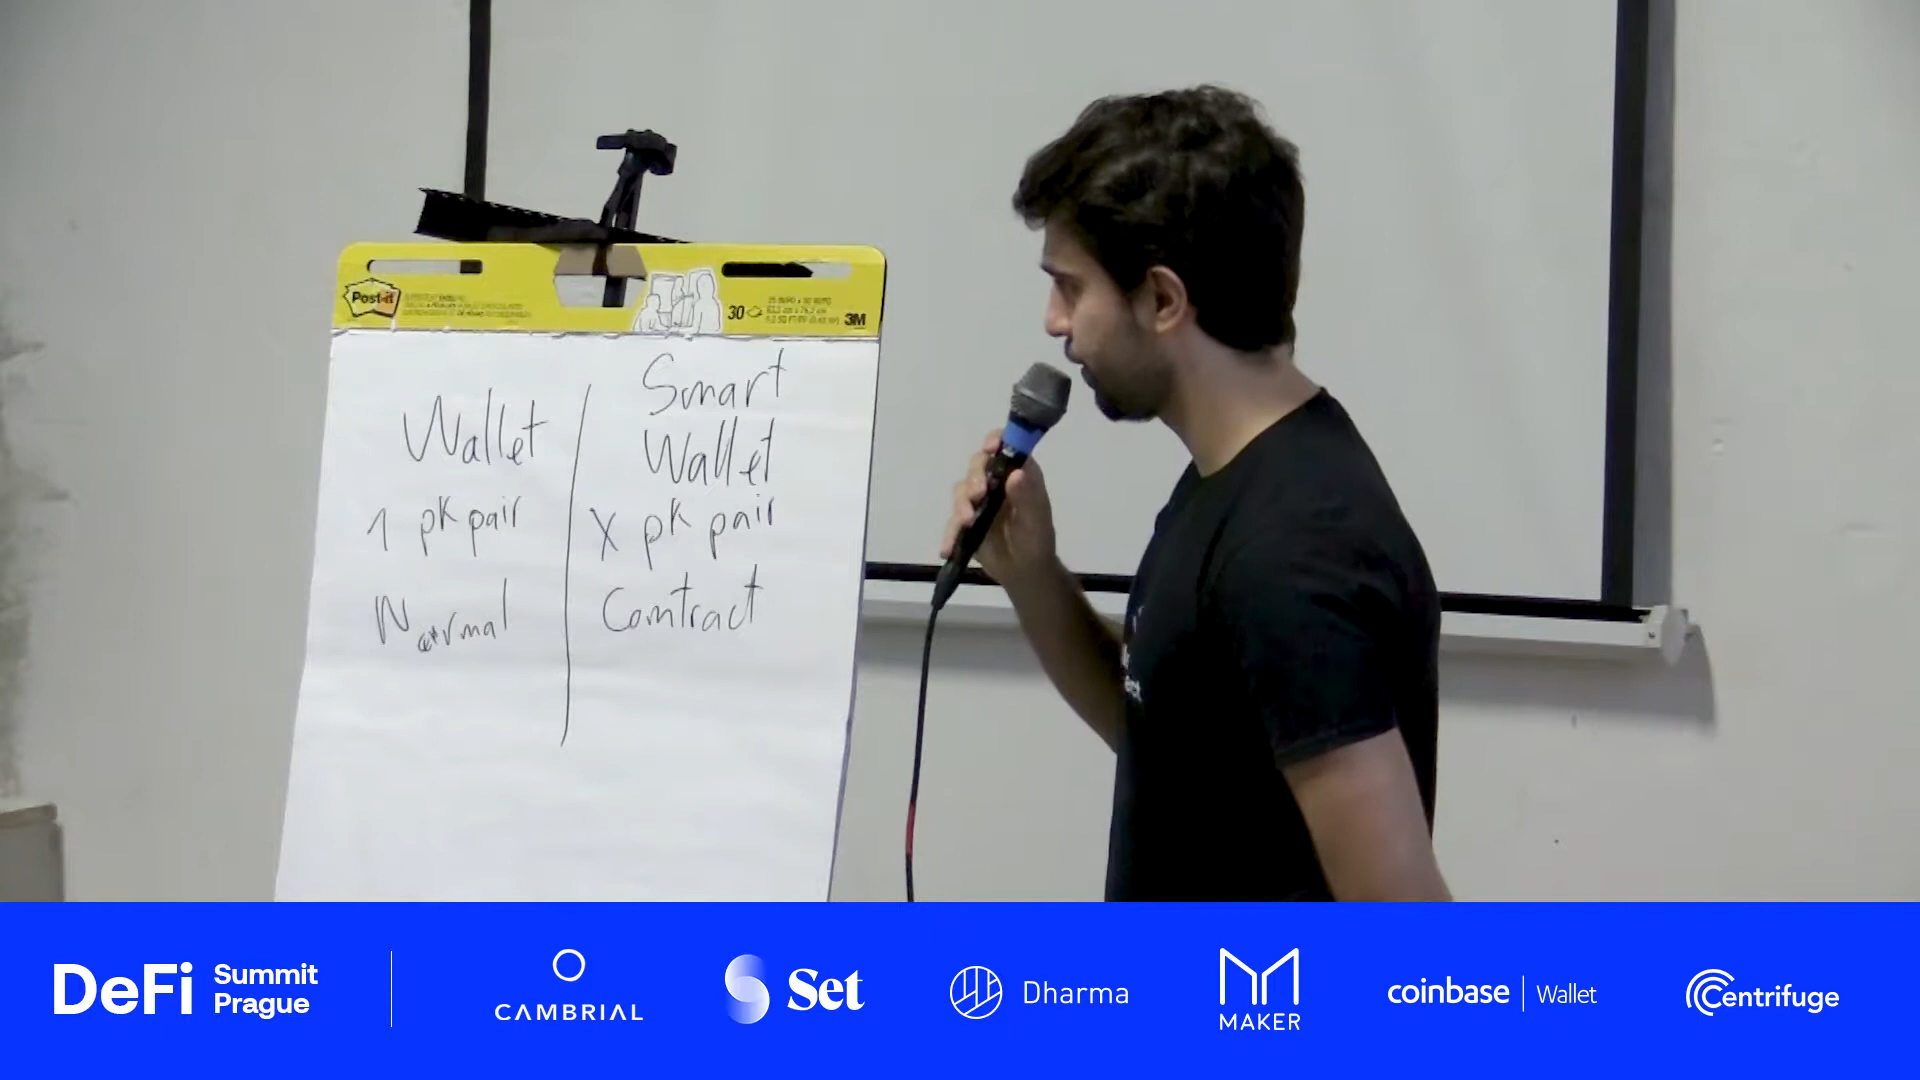 Post-it
30
3M
Smart
Wallet
Wallet
1 pk pair
X pk pair
Normal
Contract
DeFi
Summit
Prague
CAMBRIAL
Set
Dharma
MAKER
coinbase | Wallet
Centrifuge